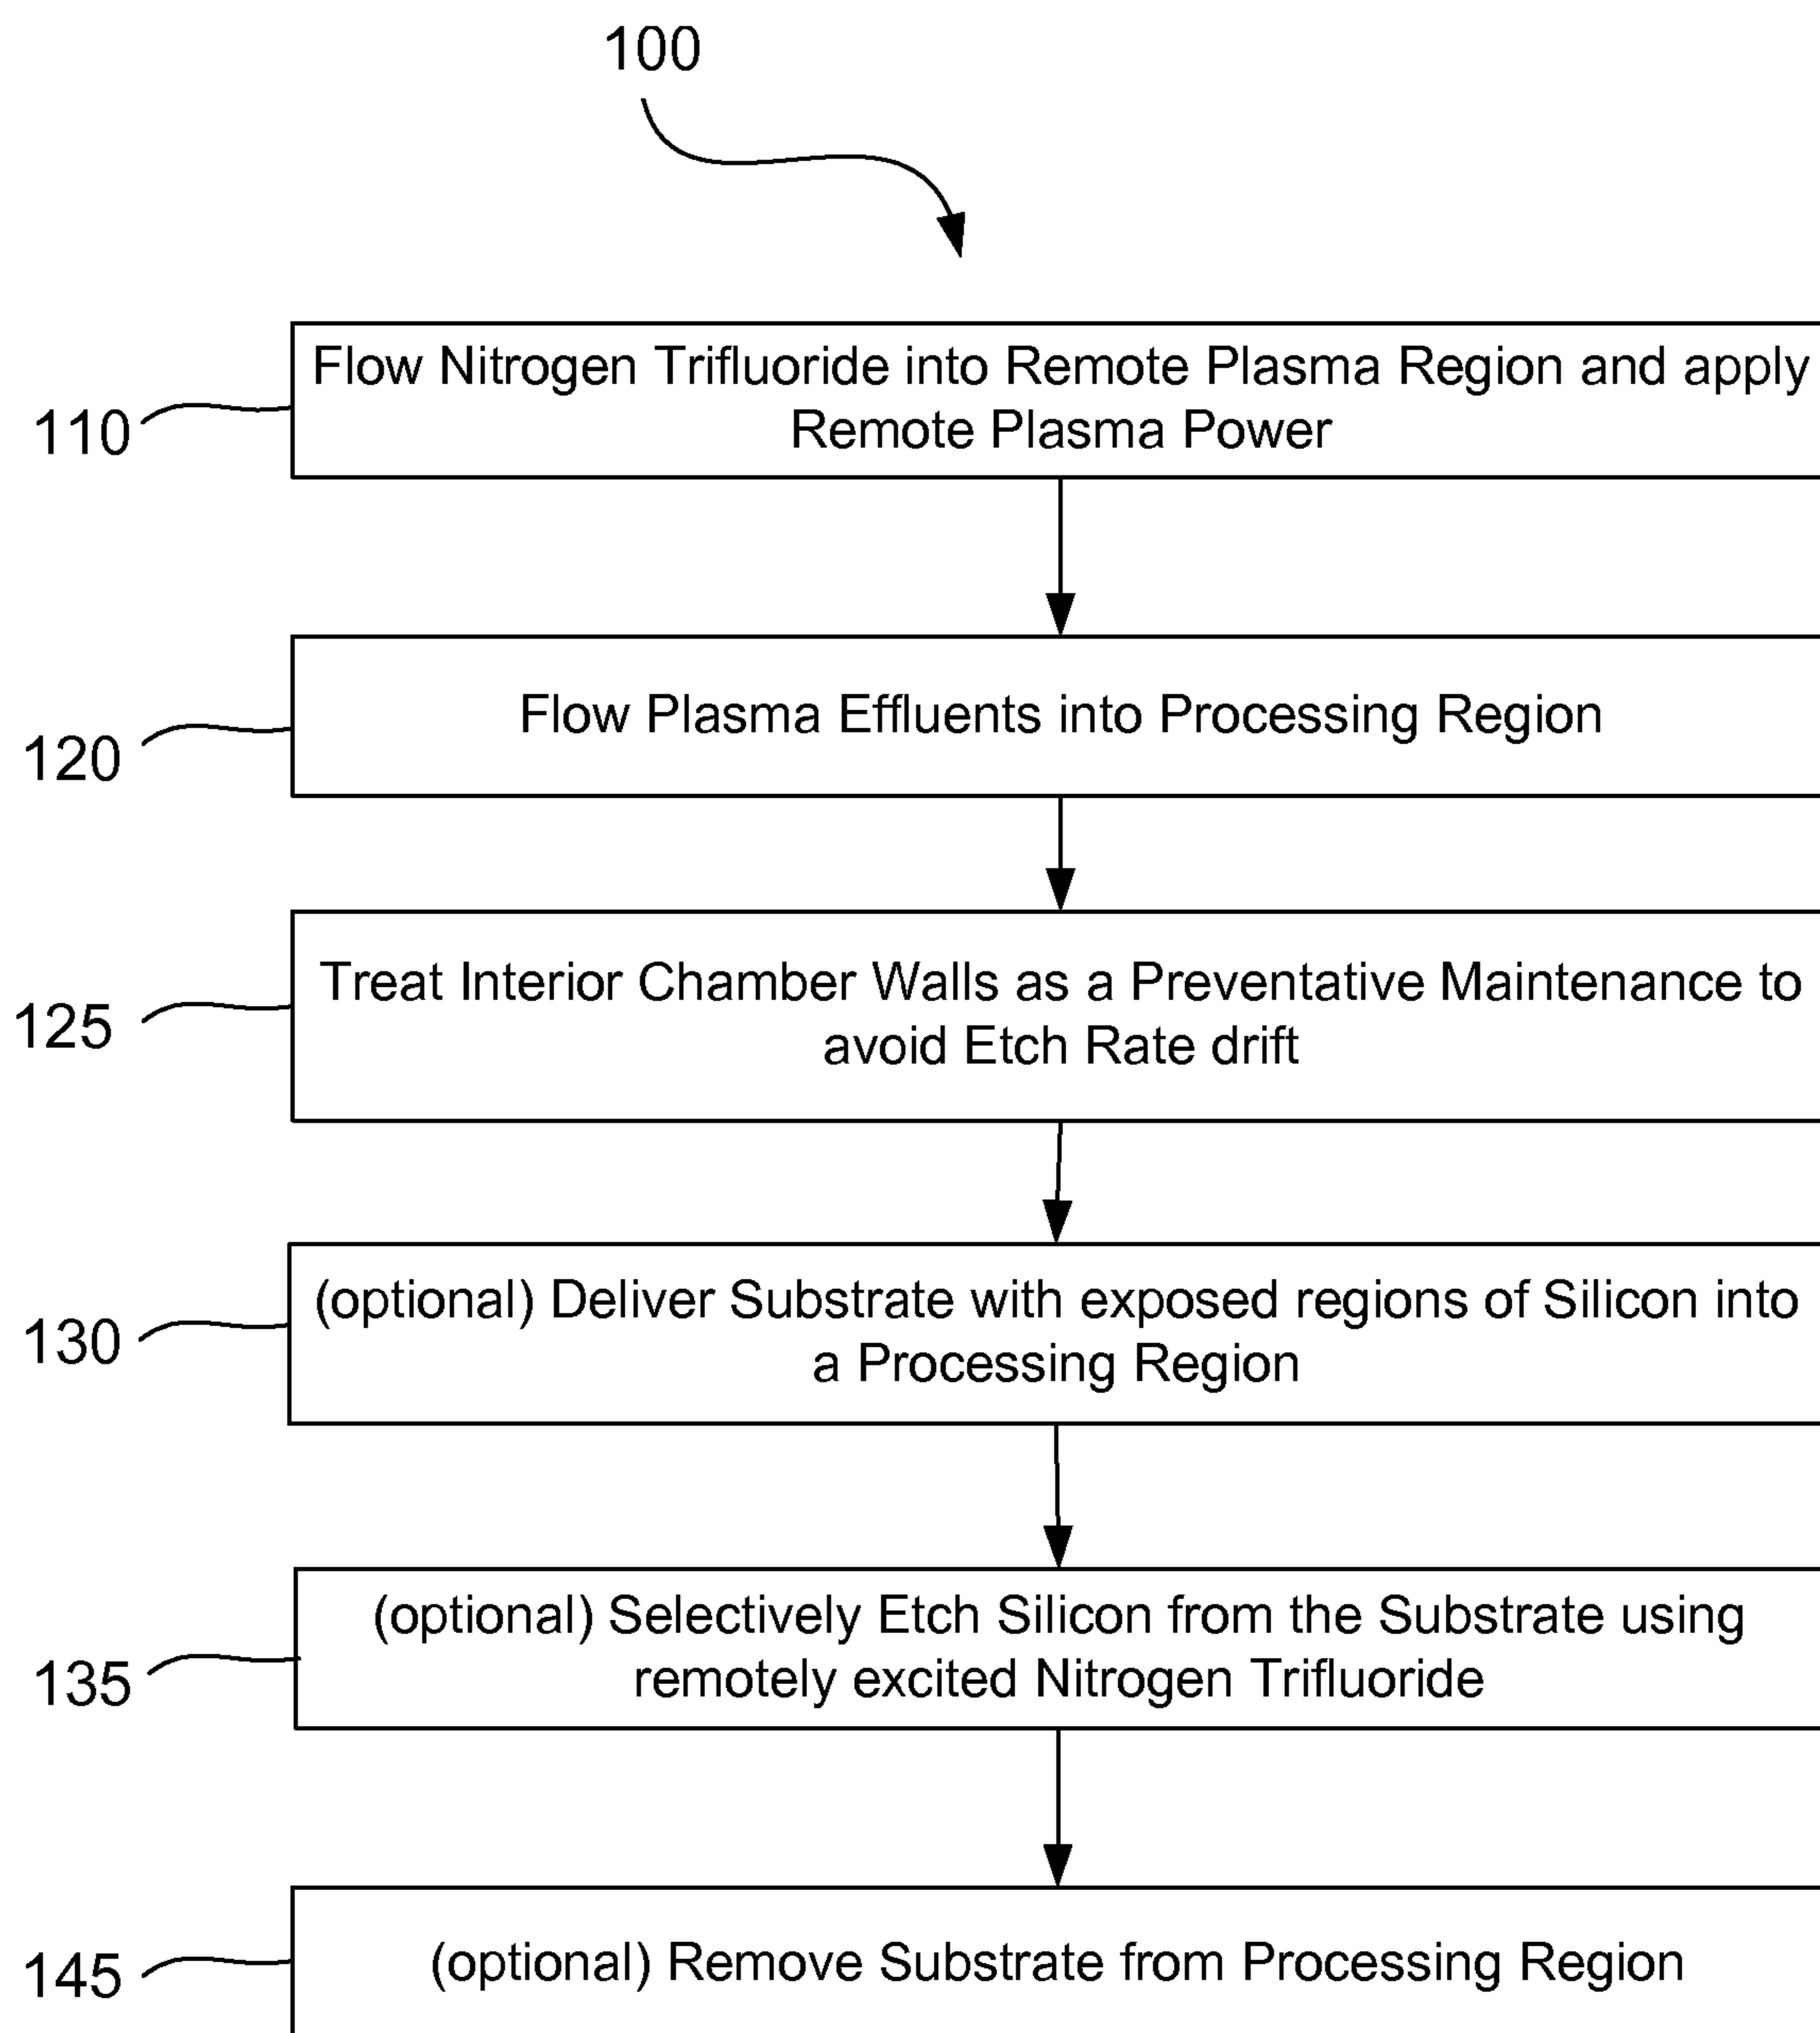 100
Flow Nitrogen Trifluoride into Remote Plasma Region and apply
Remote Plasma Power
110
Flow Plasma Effluents into Processing Region
120
Treat Interior Chamber Walls as a Preventative Maintenance to
avoid Etch Rate drift
125
(optional) Deliver Substrate with exposed regions of Silicon into
a Processing Region
130
(optional) Selectively Etch Silicon from the Substrate using
remotely excited Nitrogen Trifluoride
135
(optional) Remove Substrate from Processing Region
145